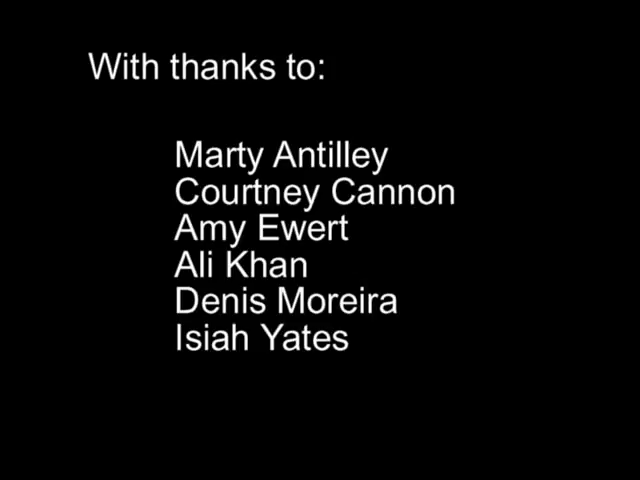 With thanks to:
Marty Antilley
Courtney Cannon
Amy Ewert
Ali Khan
Denis Moreira
Isiah Yates